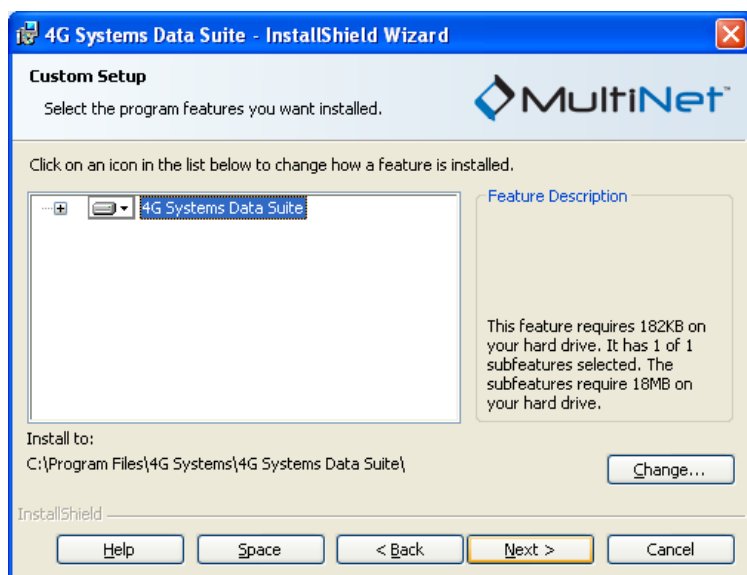 4G Systems Data Suite - InstallShield Wizard
Custom Setup
Select the program features you want installed.
MultiNet™
Click on an icon in the list below to change how a feature is installed.
4G Systems Data Suite
Feature Description
This feature requires 182KB on
your hard drive. It has 1 of 1
subfeatures selected. The
subfeatures require 18MB on
your hard drive.
Install to:
C:\Program Files\4G Systems\4G Systems Data Suite\
Change...
InstallShield
Help
Space
< Back
Next >
Cancel